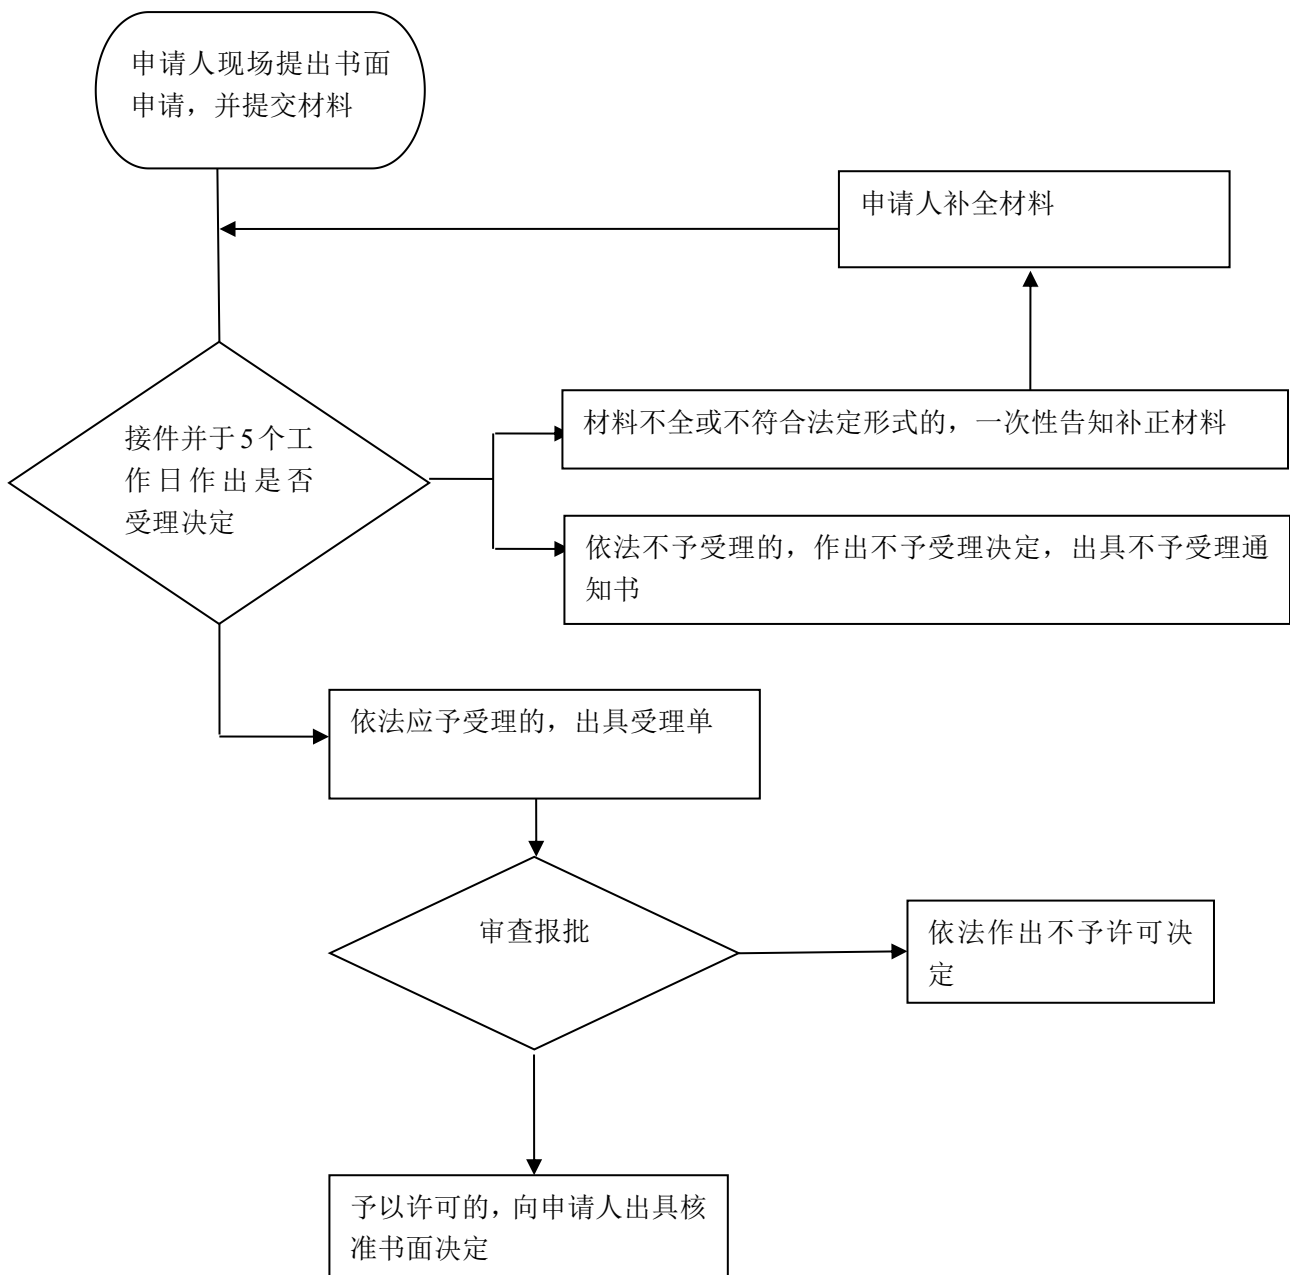 申请人现场提出书面
申请，并提交材料
申请人补全材料
材料不全或不符合法定形式的，一次性告知补正材料
接件并于5个工
作日作出是否
受理决定
依法不予受理的，作出不予受理决定，出具不予受理通
知书
依法应予受理的，出具受理单
审查报批
依法作出不予许可决
定
予以许可的，向申请人出具核
准书面决定